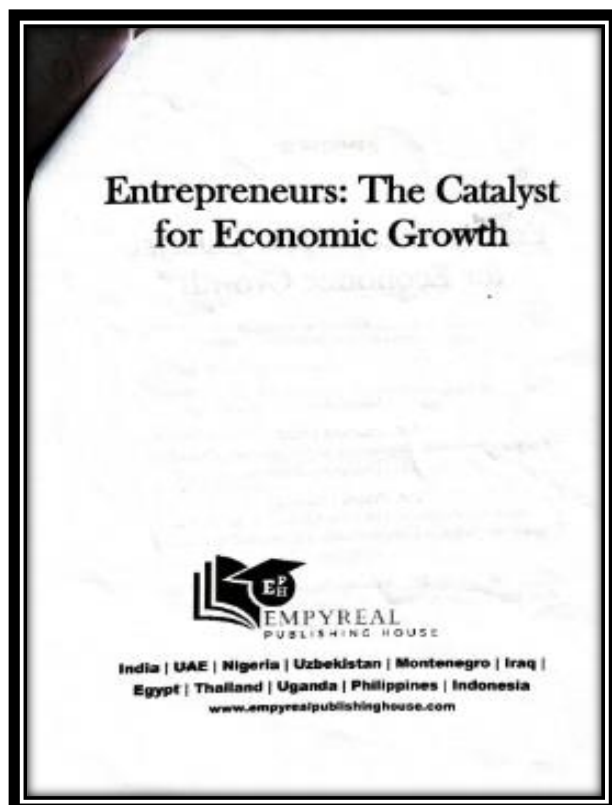 Entrepreneurs: The Catalyst
for Economic Growth
EPH
EMPYREAL
PUBLISHING HOUSE
India | UAE | Nigeria | Uzbekistan | Montenegro | Iraq |
Egypt | Thailand | Uganda | Philippines | Indonesia
www.empyrealpublishinghouse.com